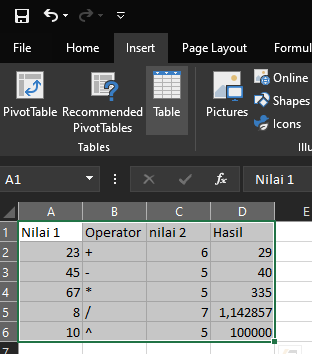 File Home Insert Page Layout Formul
PivotTable Recommended PivotTables Table Pictures Online Shapes Icons
Tables Illu
A1 fx Nilai 1
A B C D E
1 Nilai 1 Operator nilai 2 Hasil
2 23 + 6 29
3 45 - 5 40
4 67 * 5 335
5 8 / 7 1,142857
6 10 ^ 5 100000
7